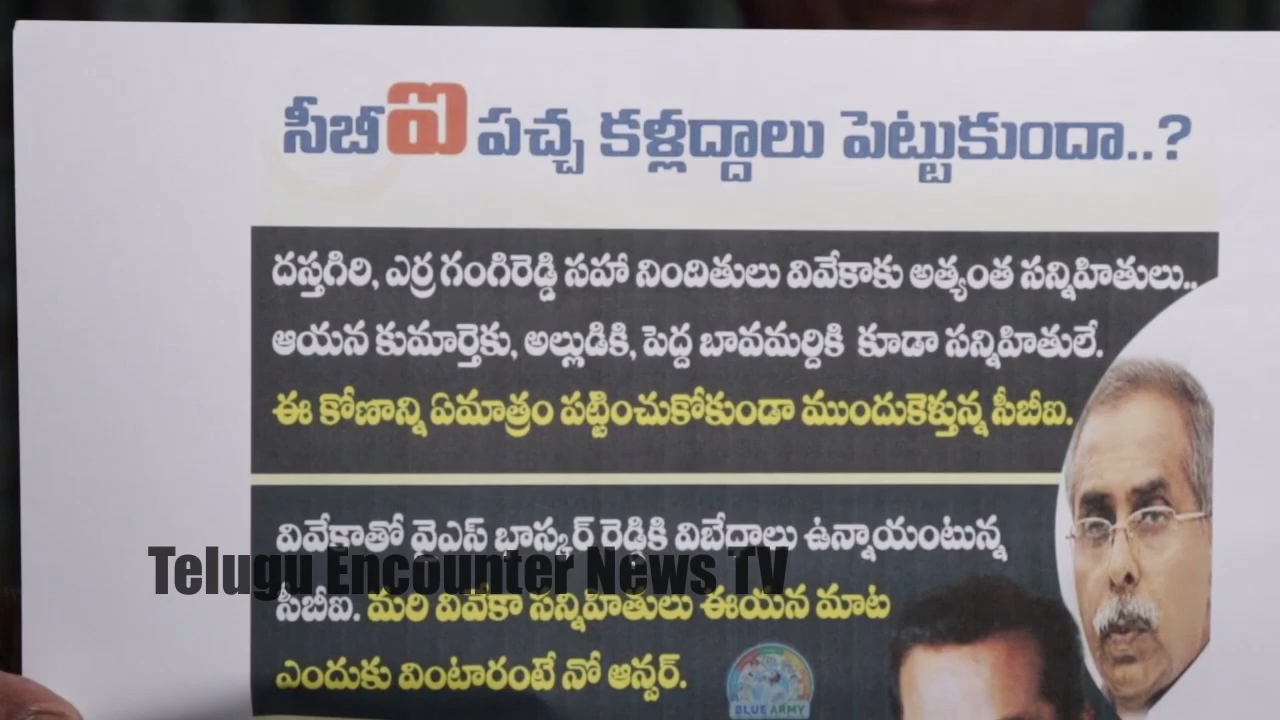 సీబీఐ పచ్చ కళ్లద్దాలు పెట్టుకుందా..?
దస్తగిరి, ఎర్ర గంగిరెడ్డి సహా నిందితులు వివేకాకు అత్యంత సన్నిహితులు..
ఆయన కుమార్తెకు, అల్లుడికి, పెద్ద బావమర్దికి కూడా సన్నిహితులే.
ఈ కోణాన్ని ఏమాత్రం పట్టించుకోకుండా ముందుకెళ్తున్న సీబీఐ.
వివేకాతో వైఎస్ భాస్కర్ రెడ్డికి విబేదాలు ఉన్నాయంటున్న
Telugu Encounter News TV
సీబీఐ. మరి వివేకా సన్నిహితులు ఈయన మాట
ఎందుకు వింటారంటే నో ఆన్సర్.
BLUE ARMY